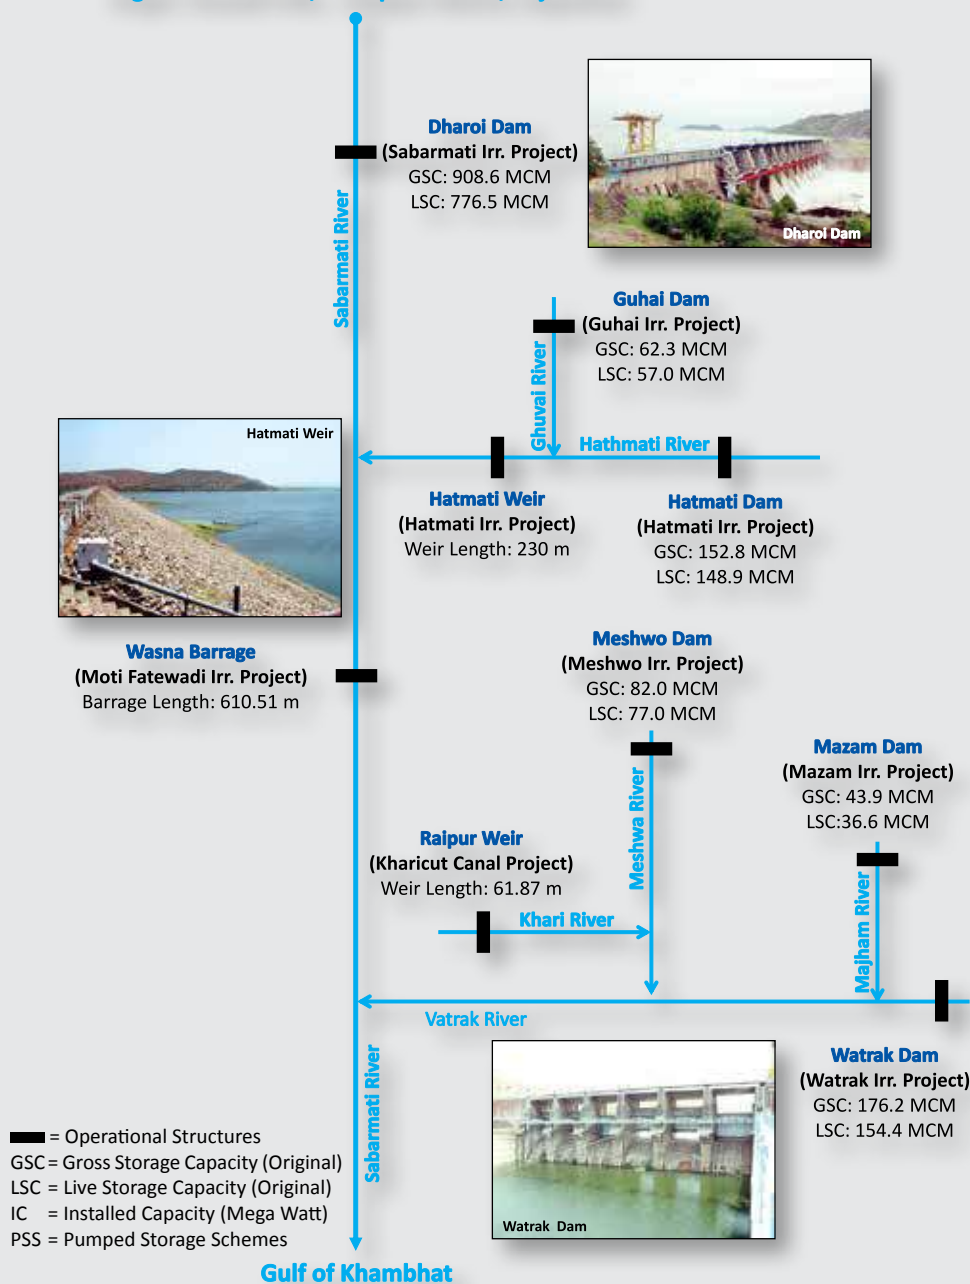 Dharoi Dam
(Sabarmati Irr. Project)
GSC: 908.6 MCM
LSC: 776.5 MCM
Dharoi Dam
Sabarmati River
Guhai Dam
(Guhai Irr. Project)
GSC: 62.3 MCM
LSC: 57.0 MCM
Ghuvai River
Hathmati River
Hatmati Weir
Hatmati Weir
(Hatmati Irr. Project)
Weir Length: 230 m
Hatmati Dam
(Hatmati Irr. Project)
GSC: 152.8 MCM
LSC: 148.9 MCM
Wasna Barrage
(Moti Fatewadi Irr. Project)
Barrage Length: 610.51 m
Meshwo Dam
(Meshwo Irr. Project)
GSC: 82.0 MCM
LSC: 77.0 MCM
Meshwa River
Mazam Dam
(Mazam Irr. Project)
GSC: 43.9 MCM
LSC:36.6 MCM
Majham River
Raipur Weir
(Kharicut Canal Project)
Weir Length: 61.87 m
Khari River
Vatrak River
Watrak Dam
(Watrak Irr. Project)
GSC: 176.2 MCM
LSC: 154.4 MCM
Sabarmati River
Watrak Dam
= Operational Structures
GSC = Gross Storage Capacity (Original)
LSC = Live Storage Capacity (Original)
IC = Installed Capacity (Mega Watt)
PSS = Pumped Storage Schemes
Gulf of Khambhat